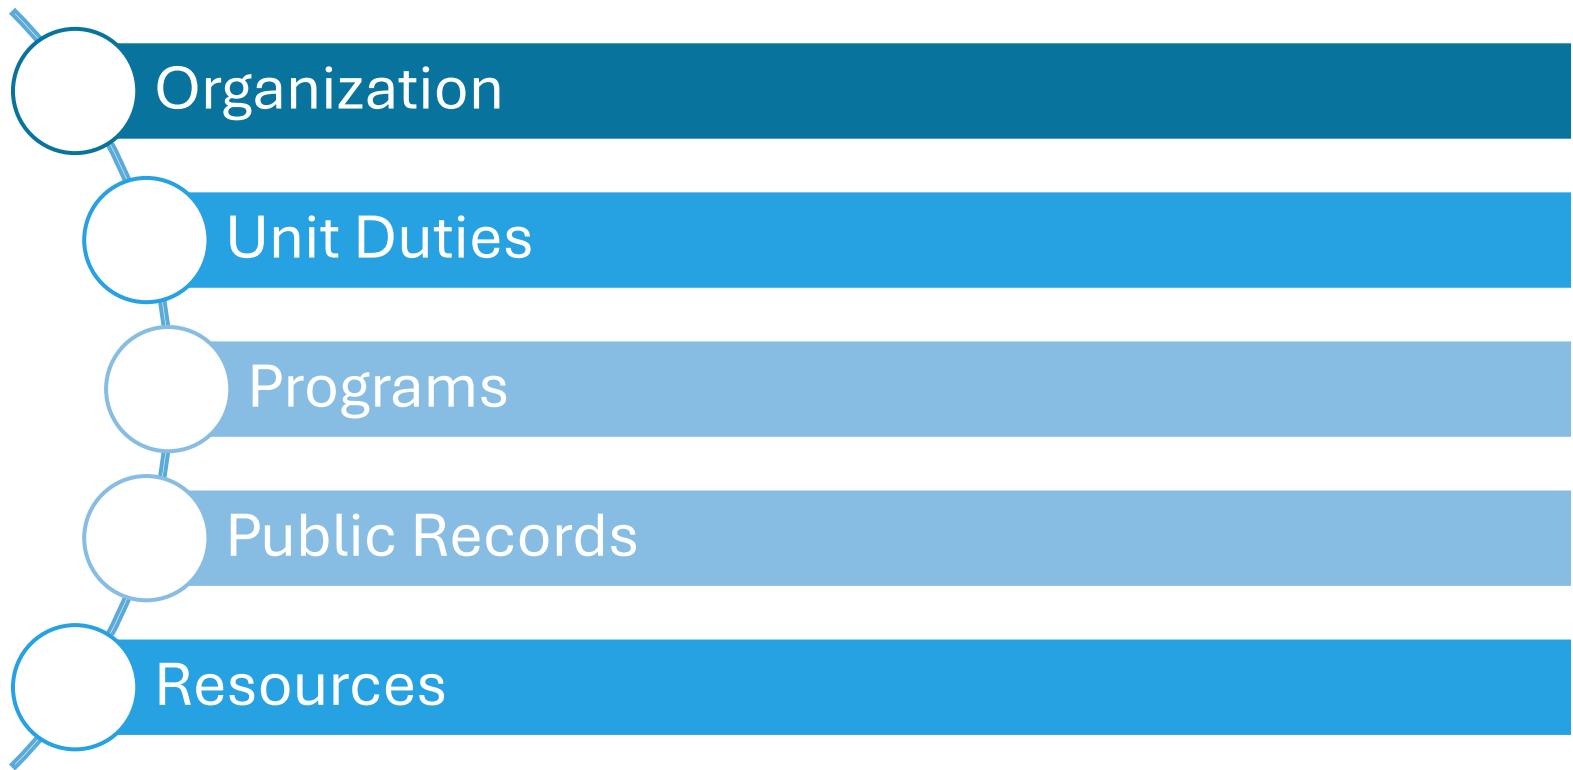 Organization
Unit Duties
Programs
Public Records
Resources